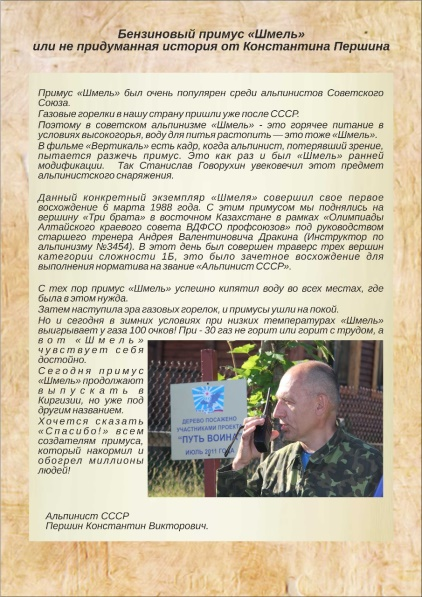 Бензиновый примус «Шмель»
или не придуманная история от Константина Першина
Примус «Шмель» был очень популярен среди альпинистов Советского
Союза.
Газовые горелки в нашу страну пришли уже после СССР.
Поэтому в советском альпинизме «Шмель» - это горячее питание в
условиях высокогорья, воду для питья растопить — это тоже «Шмель».
В фильме «Вертикаль» есть кадр, когда альпинист, потерявший зрение,
пытается разжечь примус. Это как раз и был «Шмель» ранней
модификации. Так Станислав Говорухин увековечил этот предмет
альпинистского снаряжения.
Данный конкретный экземпляр «Шмеля» совершил свое первое
восхождение 6 марта 1988 года. С этим примусом мы поднялись на
вершину «Три брата» в восточном Казахстане в рамках «Олимпиады
Алтайского краевого совета ВДФСО профсоюзов» под руководством
старшего тренера Андрея Валентиновича Дракина (Инструктор по
альпинизму №3454). В этот день был совершен траверс трех вершин
категории сложности 1Б, это было зачетное восхождение для
выполнения норматива на звание «Альпинист СССР».
С тех пор примус «Шмель» успешно кипятил воду во всех местах, где
была в этом нужда.
Затем наступила эра газовых горелок, и примусы ушли на покой.
Но и сегодня в зимних условиях при низких температурах «Шмель»
выигрывает у газа 100 очков! При - 30 газ не горит или горит с трудом, а
вот «Шмель»
чувствует себя
достойно.
Сегодня примус
«Шмель» продолжают
выпускать в
Киргизии, но уже под
другим названием.
Хочется сказать
«Спасибо!» всем
создателям примуса,
который накормил и
обогрел миллионы
людей!
ДЕРЕВО ПОСАЖЕНО
УЧАСТНИКАМИ ПРОЕКТА
"ПУТЬ ВОИНА"
ИЮЛЬ 2011 ГОДА
Альпинист СССР
Першин Константин Викторович.